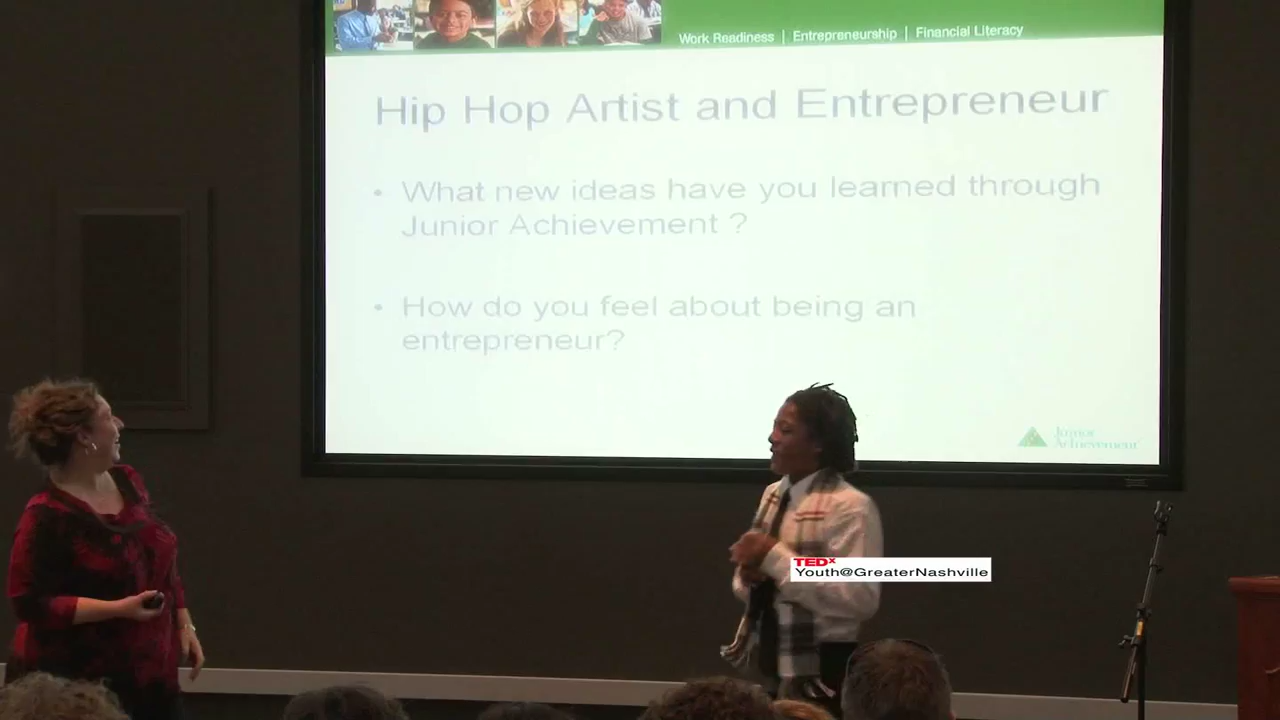 Work Readiness | Entrepreneurship | Financial Literacy
Hip Hop Artist and Entrepreneur
• What new ideas have you learned through
Junior Achievement ?
• How do you feel about being an
entrepreneur?
Junior
Achievement
TEDx
Youth@GreaterNashville